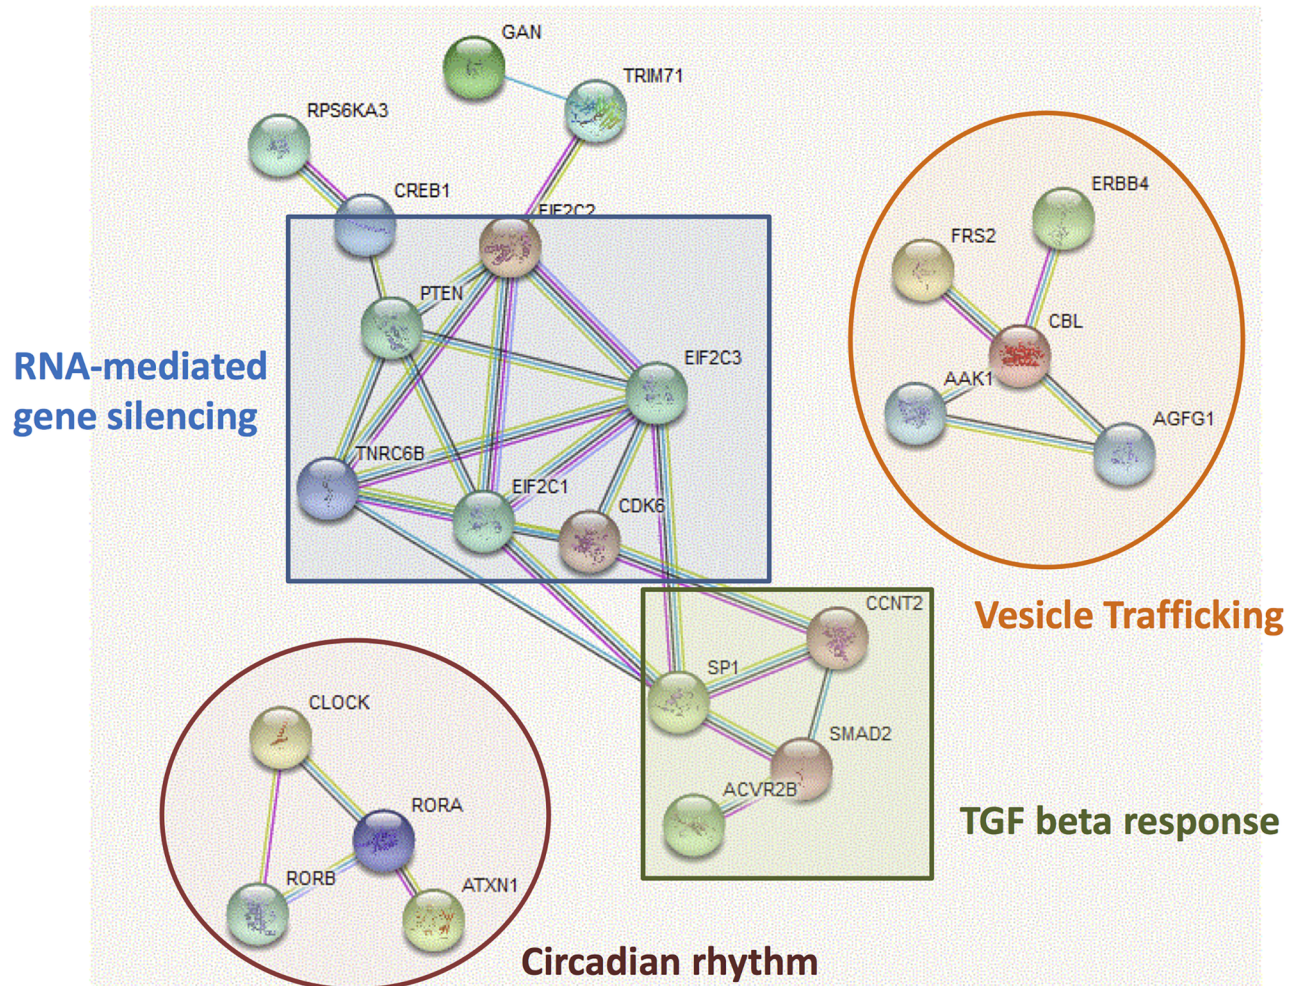 GAN
TRIM71
RPS6KA3
CREB1
EIF2C2
ERBB4
FRS2
PTEN
CBL
RNA-mediated
gene silencing
EIF2C3
AAK1
AGFG1
TNRC6B
EIF2C1
CDK6
CCNT2
Vesicle Trafficking
SP1
CLOCK
SMAD2
ACVR2B
RORA
TGF beta response
RORB
ATXN1
Circadian rhythm